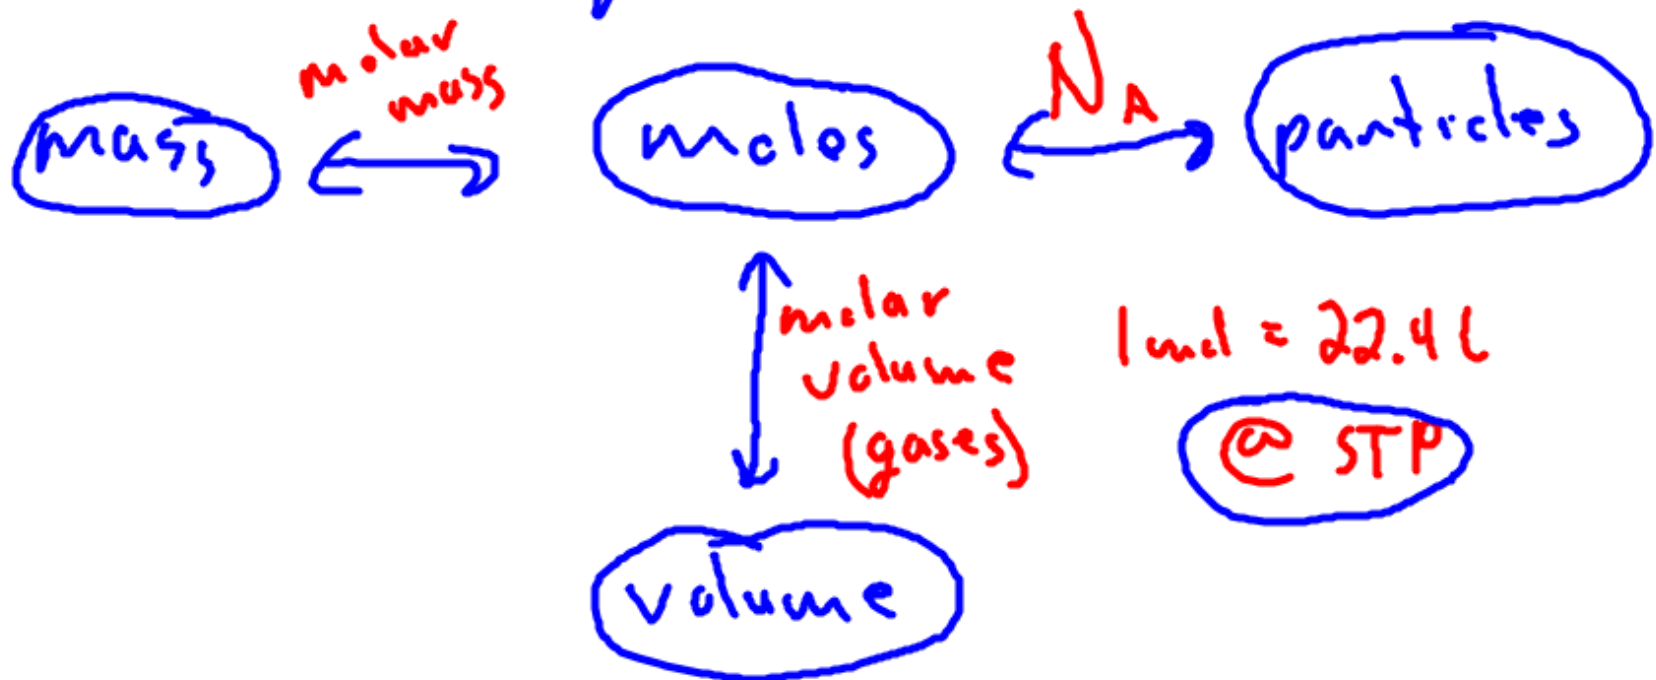 molar
mass
mass
moles
NA
particles
molar
volume
(gases)
1 mol = 22.4 L
@ STP
volume